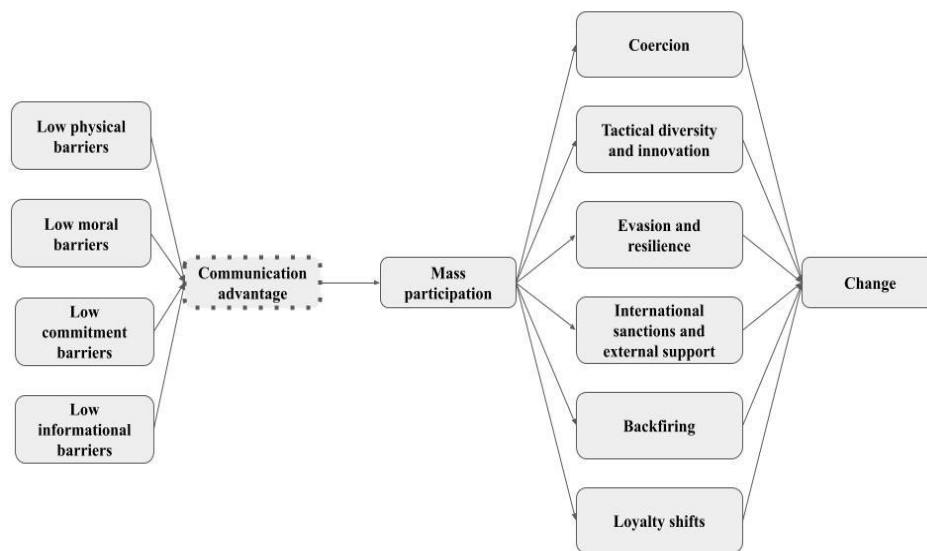 Low physical
barriers
Low moral
barriers
Low
commitment
barriers
Low
informational
barriers
Communication
advantage
Mass
participation
Coercion
Tactical diversity
and innovation
Evasion and
resilience
International
sanctions and
external support
Backfiring
Loyalty shifts
Change